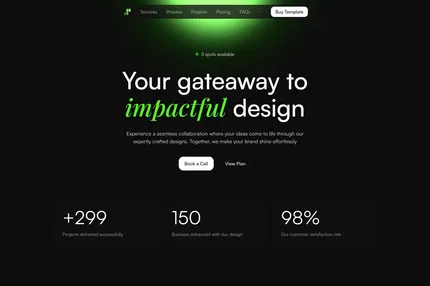 Services Process Projects Pricing FAQs Buy Template
5 spots available
Your gateaway to
impactful design
Experience a seamless collaboration where your ideas come to life through our
expertly crafted designs. Together, we make your brand shine effortlessly
Book a Call View Plan
+299 150 98%
Projects delivered successfully Business enhanced with our design Our customer satisfaction rate